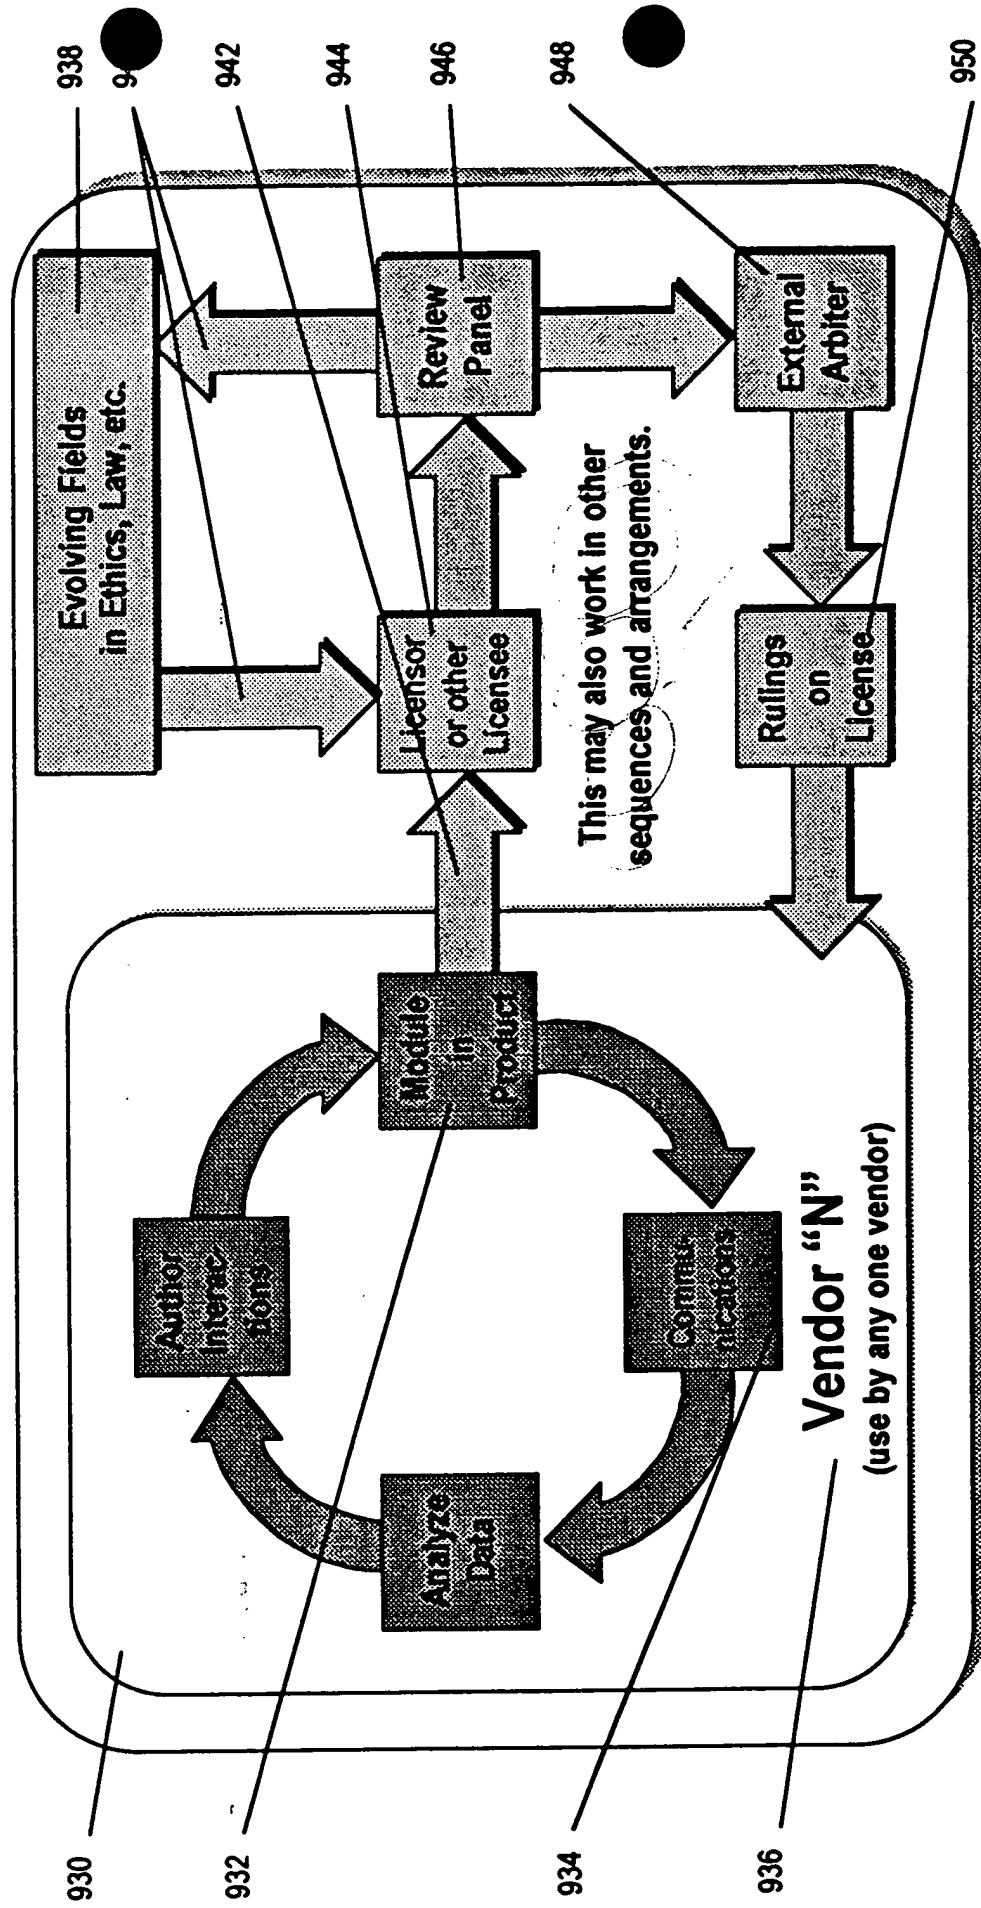 938
942
944
946
948
950
Evolving Fields
in Ethics, Law, etc.
Author
Interac-
tions
Analyze
Data
Module
in
Product
Licensor
or other
Licensee
Review
Panel
This may also work in other
sequences and arrangements.
Commu-
nications
Rulings
on
License
External
Arbiter
Vendor “N”
(use by any one vendor)
930
932
934
936